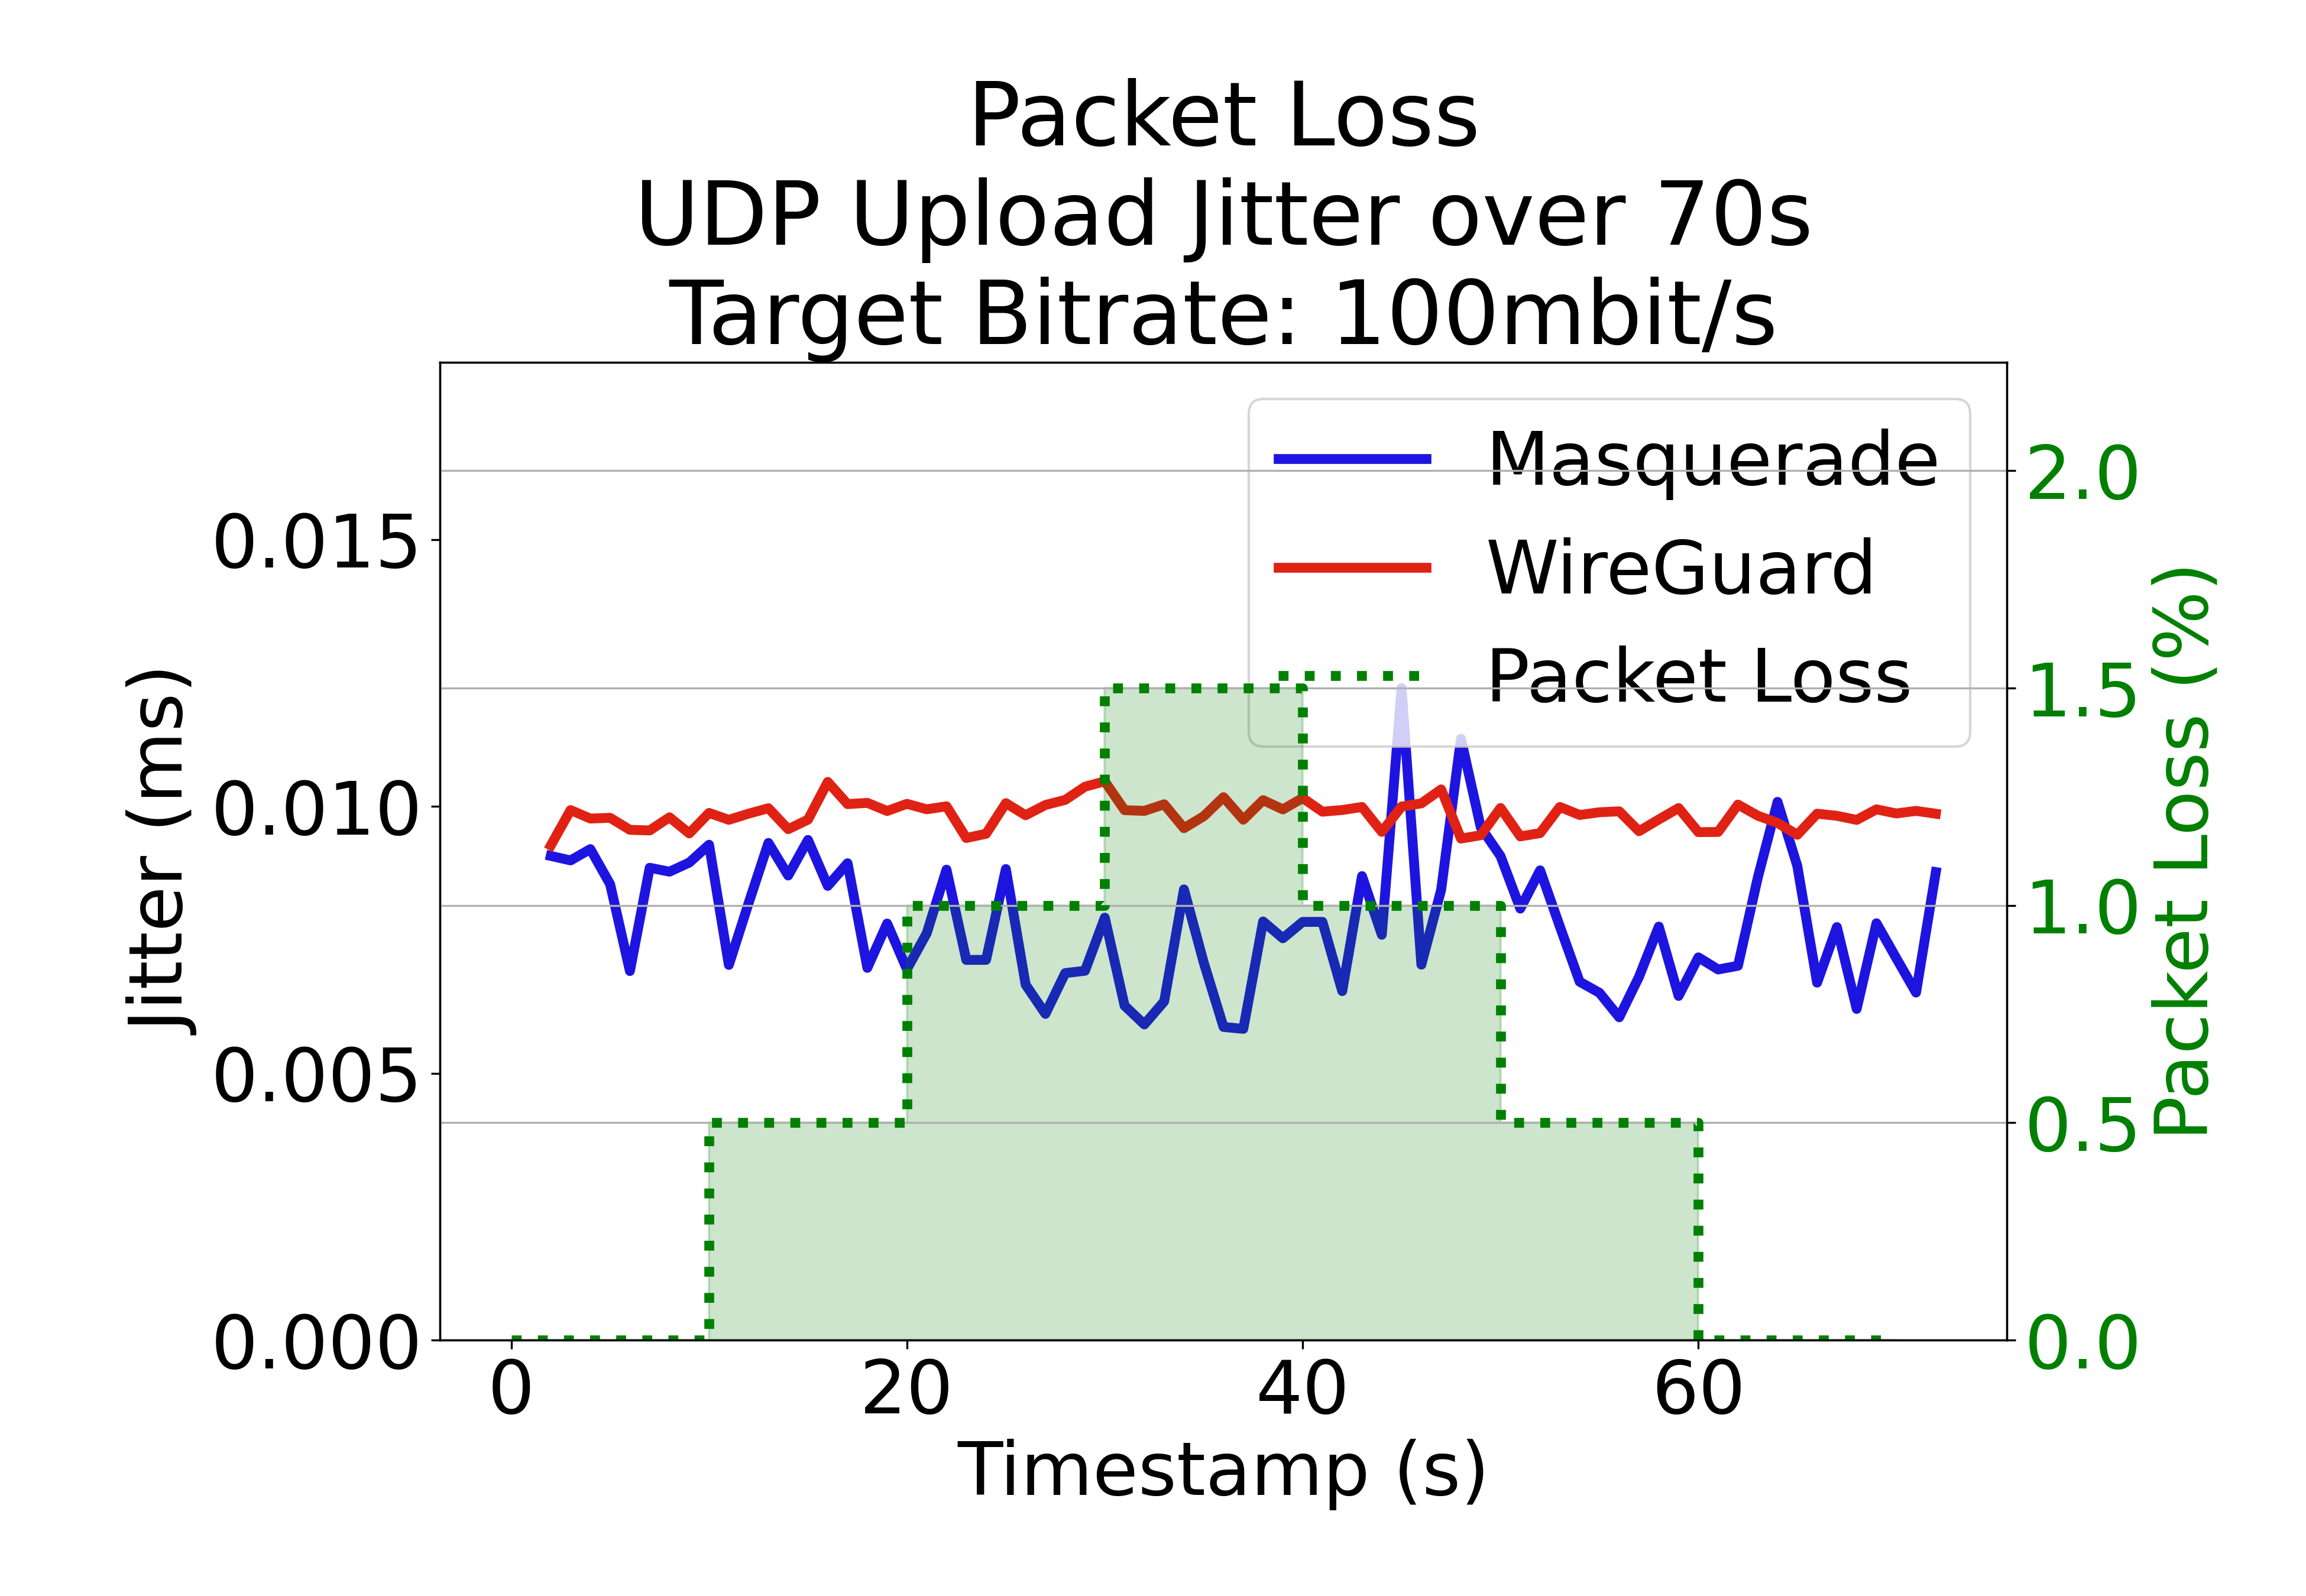 Packet Loss
UDP Upload Jitter over 70s
Target Bitrate: 100mbit/s
Masquerade
WireGuard
Packet Loss
0.015
0.010
0.005
0.000
Jitter (ms)
2.0
1.5
1.0
0.5
0.0
Packet Loss (%)
0 20 40 60
Timestamp (s)